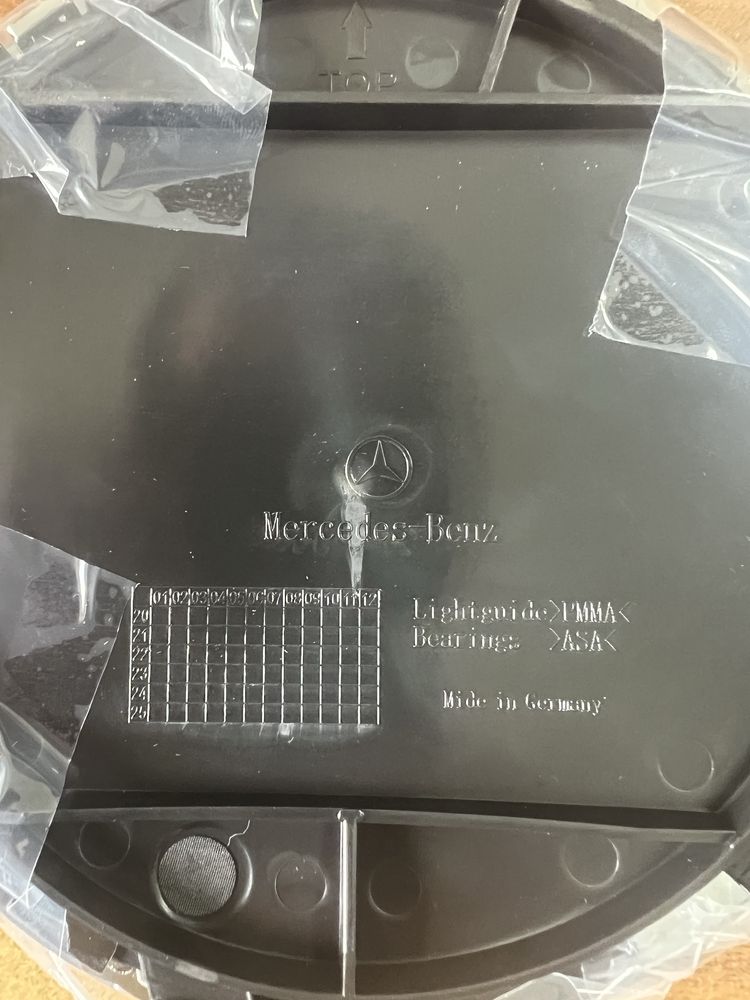 TOP
Mercedes-Benz
01 02 03 04 05 06 07 08 09 10 11 12
20
21
22
23
24
25
Lightguide >PMMA<
Bearings >ASA<
Made in Germany